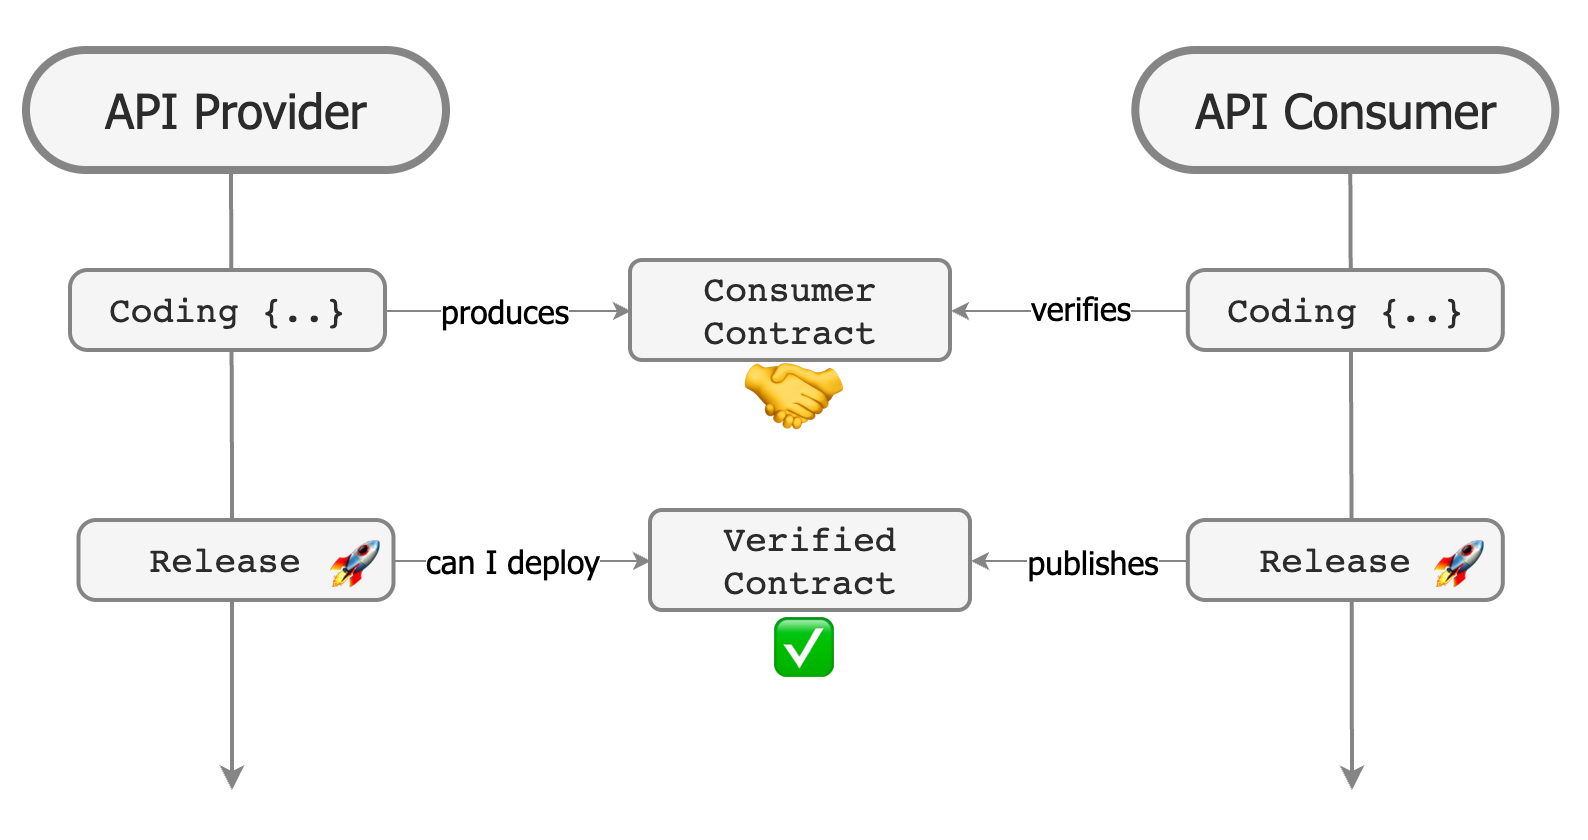 API Provider
API Consumer
Coding {..}
produces
Consumer
Contract
verifies
Coding {..}
Release
can I deploy
Verified
Contract
publishes
Release